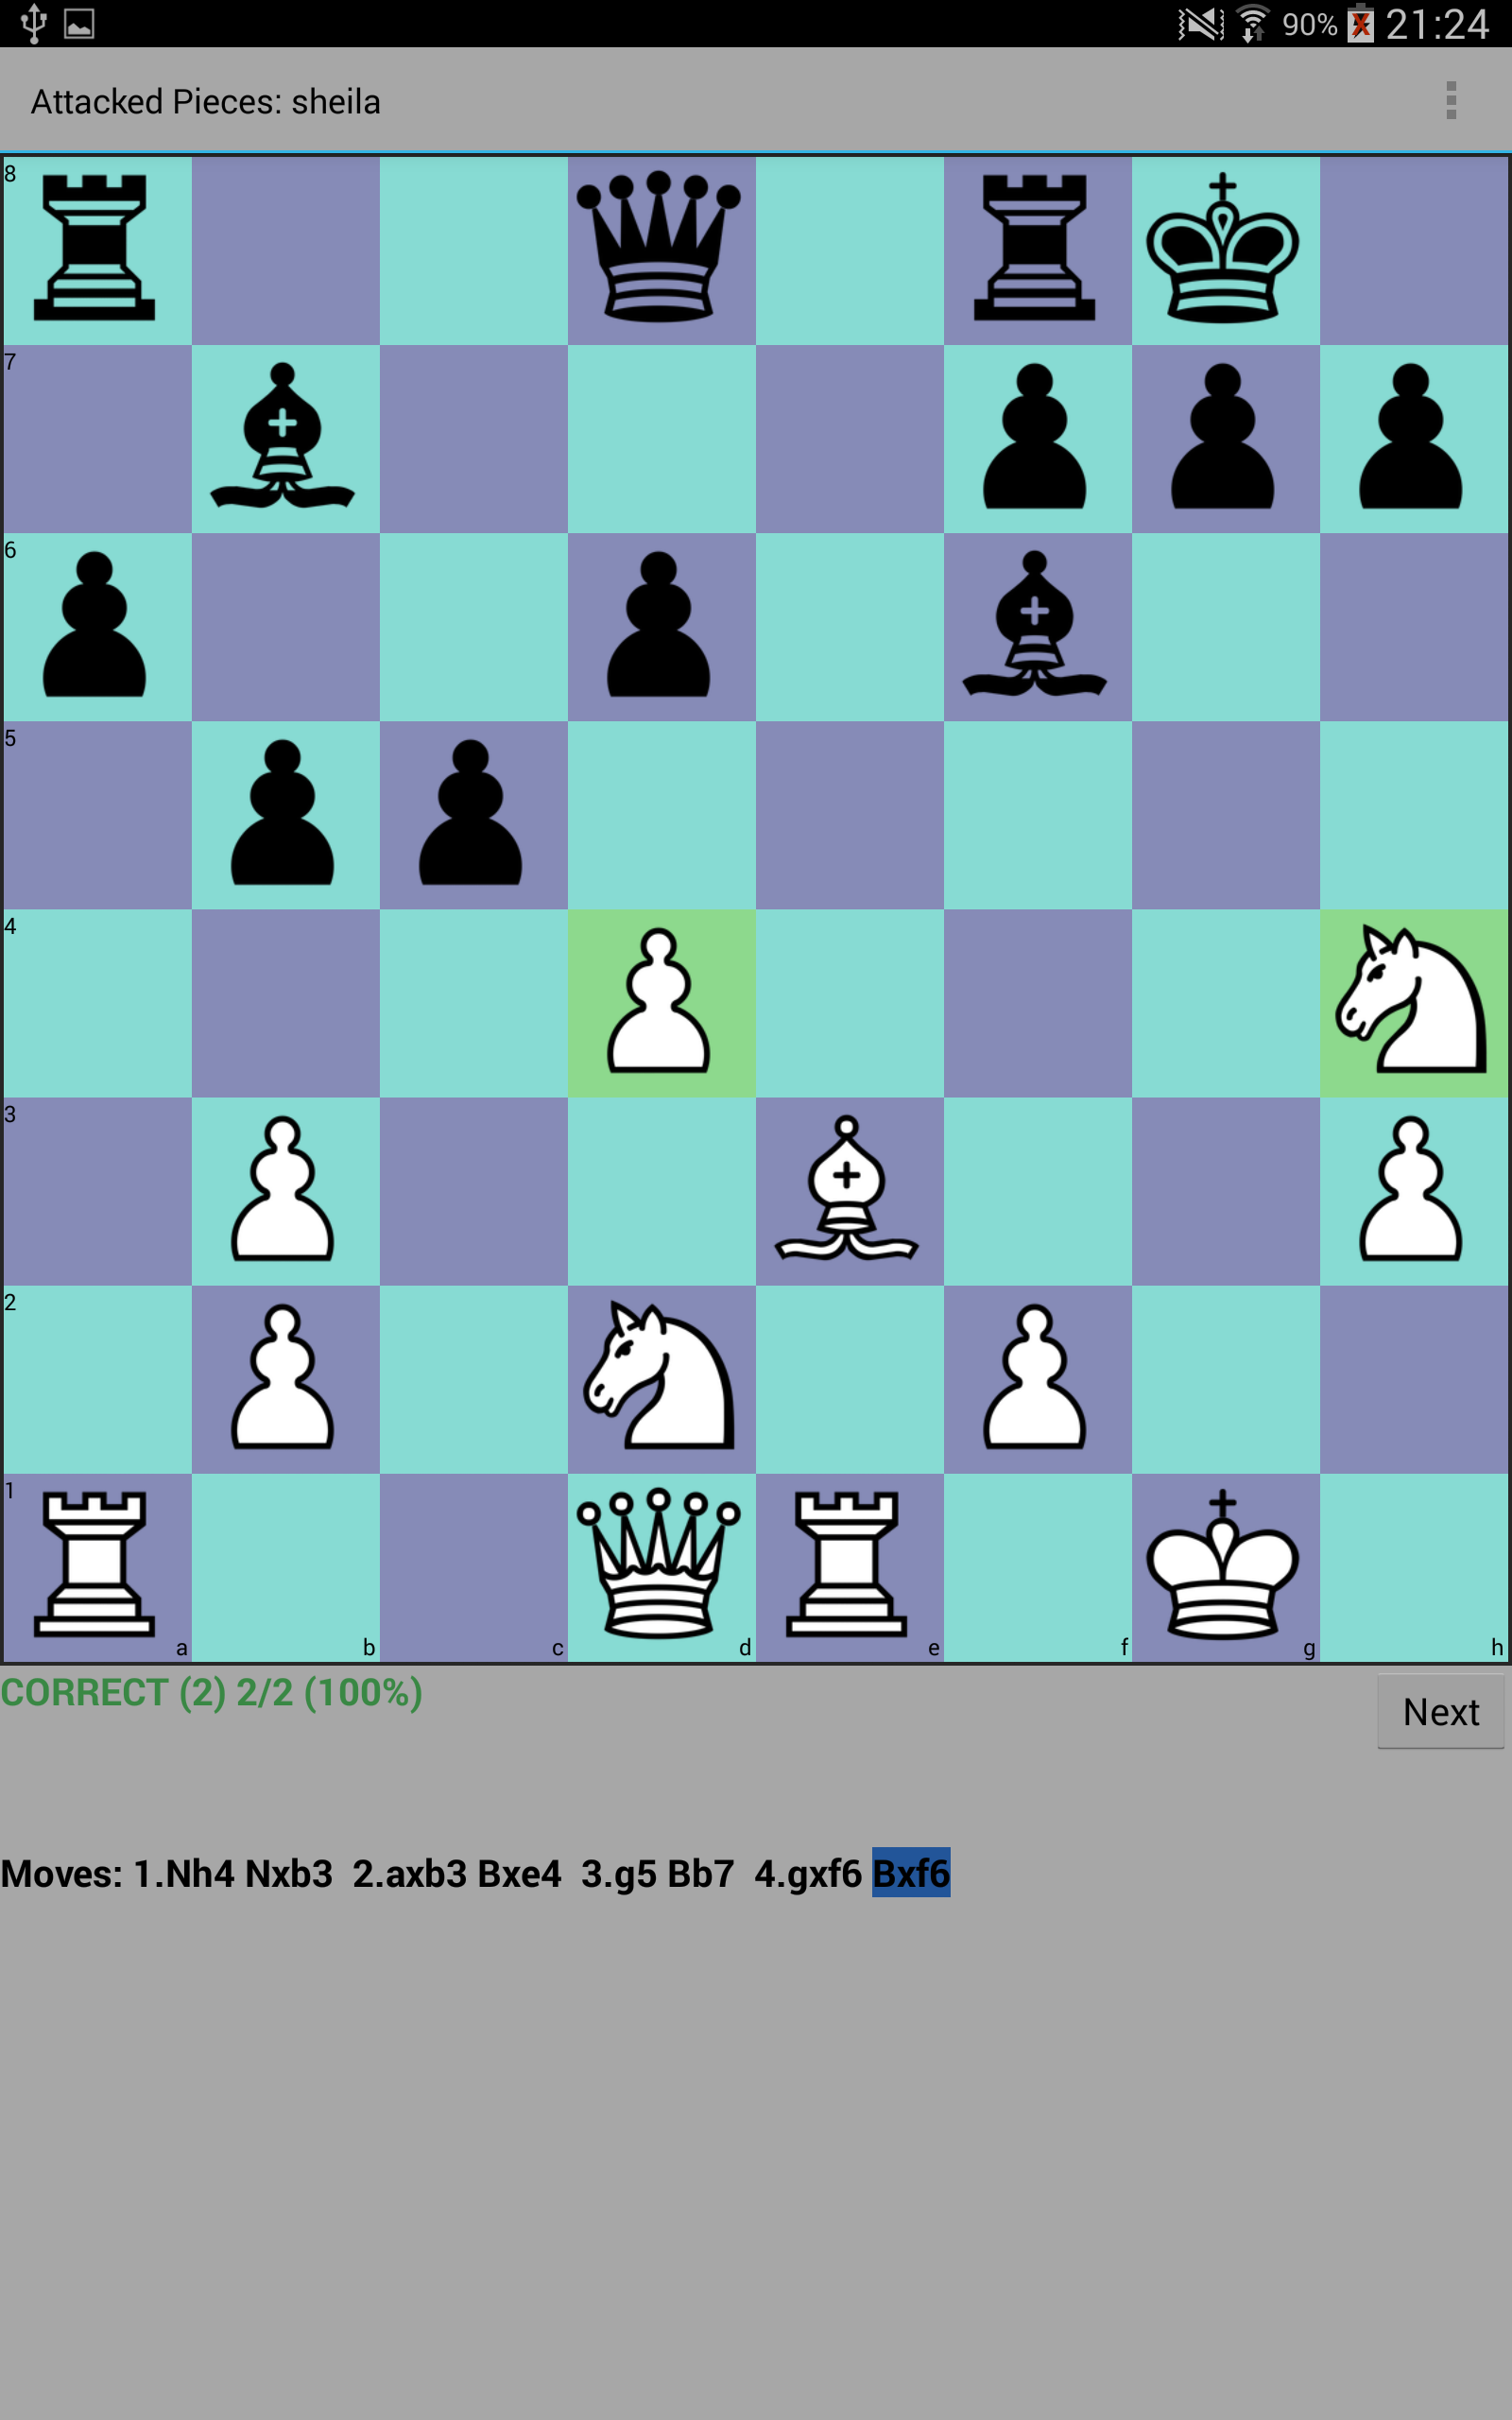 90% 21:24
Attacked Pieces: sheila
8
7
6
5
4
3
2
1
a b c d e f g h
CORRECT (2) 2/2 (100%)
Next
Moves: 1.Nh4 Nxb3 2.axb3 Bxe4 3.g5 Bb7 4.gxf6 Bxf6